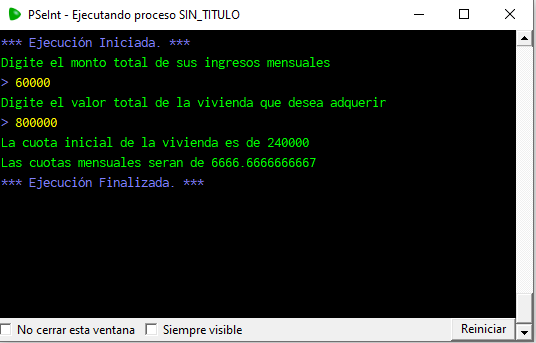 PSeInt - Ejecutando proceso SIN_TITULO
*** Ejecución Iniciada. ***
Digite el monto total de sus ingresos mensuales
> 60000
Digite el valor total de la vivienda que desea adquerir
> 800000
La cuota inicial de la vivienda es de 240000
Las cuotas mensuales seran de 6666.6666666667
*** Ejecución Finalizada. ***
No cerrar esta ventana Siempre visible Reiniciar